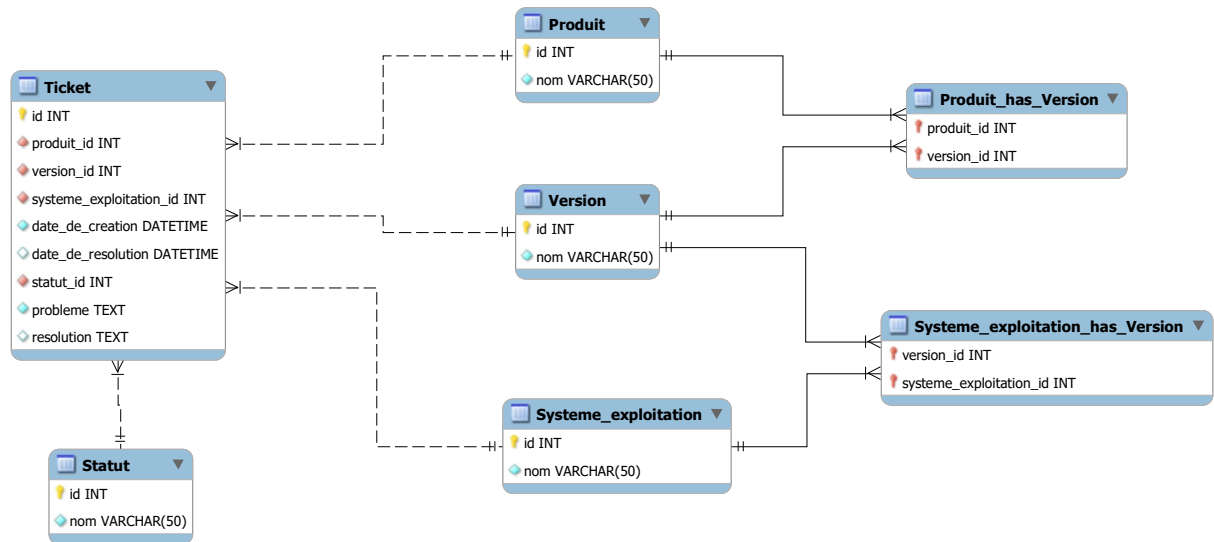 Ticket
id INT
produit_id INT
version_id INT
systeme_exploitation_id INT
date_de_creation DATETIME
date_de_resolution DATETIME
statut_id INT
probleme TEXT
resolution TEXT
Statut
id INT
nom VARCHAR(50)
Produit
id INT
nom VARCHAR(50)
Version
id INT
nom VARCHAR(50)
Systeme_exploitation
id INT
nom VARCHAR(50)
Produit_has_Version
produit_id INT
version_id INT
Systeme_exploitation_has_Version
version_id INT
systeme_exploitation_id INT